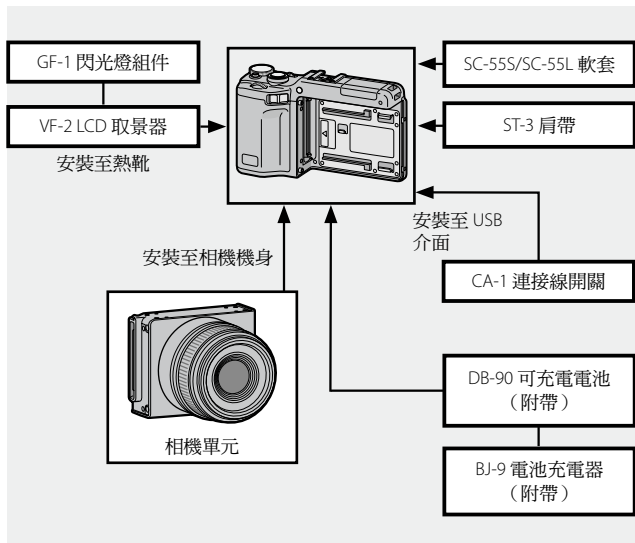 GF-1 閃光燈組件
VF-2 LCD 取景器
安裝至熱靴
SC-55S/SC-55L 軟套
ST-3 肩帶
安裝至 USB
介面
CA-1 連接線開關
安裝至相機機身
相機單元
DB-90 可充電電池
（附帶）
BJ-9 電池充電器
（附帶）